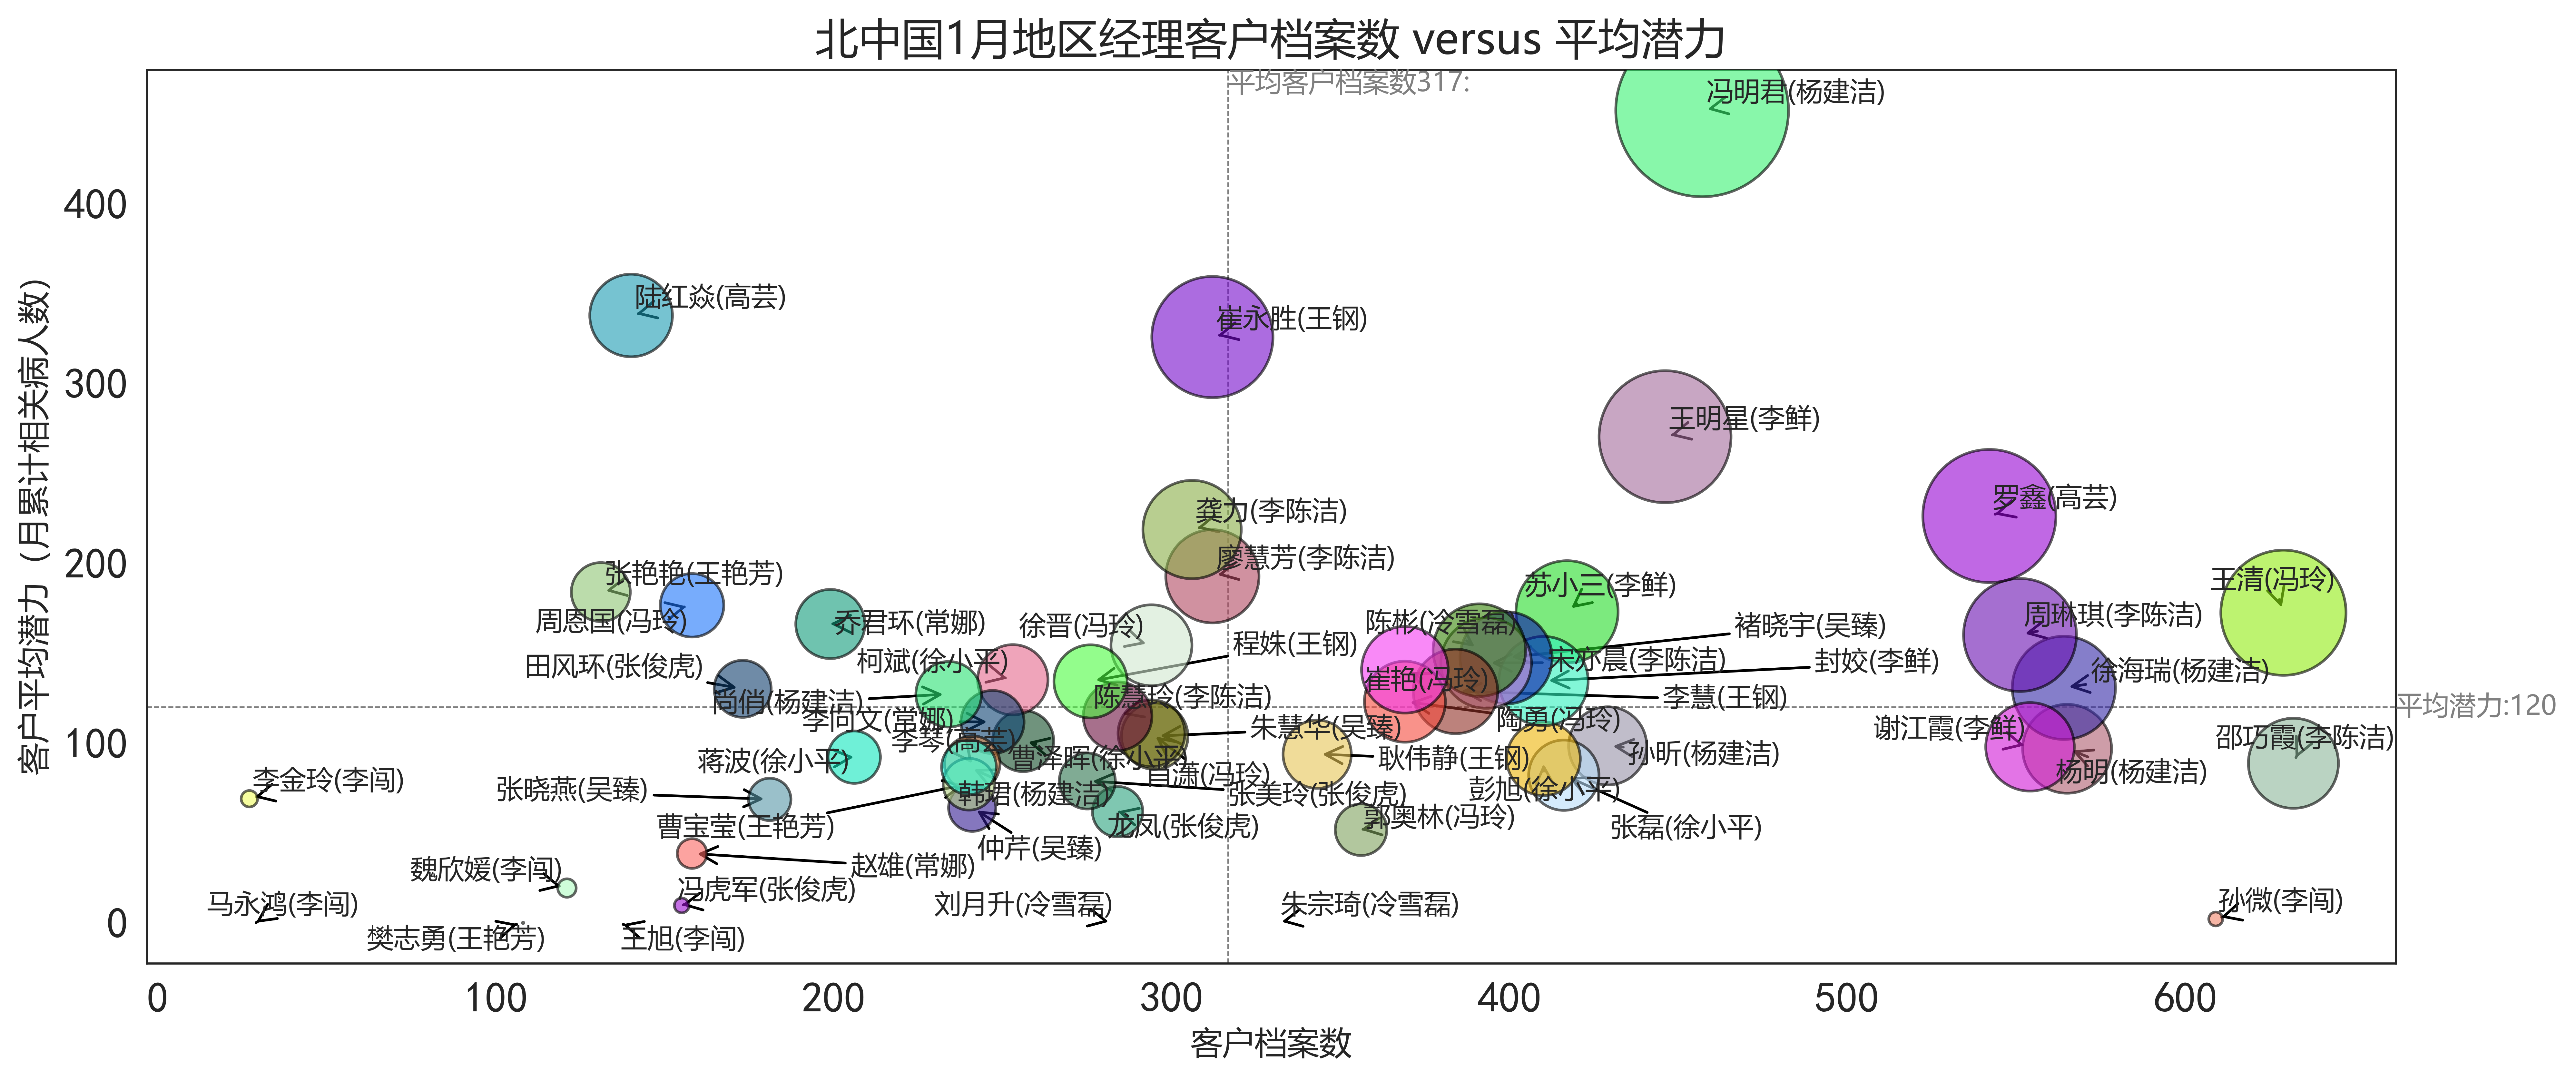 北中国1月地区经理客户档案数 versus 平均潜力
平均客户档案数317:
冯明君(杨建洁)
400
陆红焱(高芸)
崔永胜(王钢)
300
王明星(李鲜)
罗鑫(高芸)
龚力(李陈洁)
廖慧芳(李陈洁)
200
张艳艳(王艳芳)
苏小三(李鲜)
王清(冯玲)
周恩国(冯玲)
乔君环(常娜)
徐晋(冯玲)
陈彬(冷雪磊)
褚晓宇(吴臻)
周琳琪(李陈洁)
程姝(王钢)
田风环(张俊虎)
柯斌(徐小平)
宋亦晨(李陈洁)
封姣(李鲜)
徐海瑞(杨建洁)
崔艳(冯玲)
尚俏(杨建洁)
陈慧玲(李陈洁)
李慧(王钢)
平均潜力:120
李向文(常娜)
陶勇(冯玲)
朱慧华(吴臻)
谢江霞(李鲜)
李琴(高芸)
邵巧霞(李陈洁)
100
蒋波(徐小平)
曹泽晖(徐小平)
耿伟静(王钢)
孙昕(杨建洁)
肖潇(冯玲)
杨明(杨建洁)
李金玲(李闯)
张晓燕(吴臻)
韩珺(杨建洁)
张美玲(张俊虎)
彭旭(徐小平)
曹宝莹(王艳芳)
龙凤(张俊虎)
郭奥林(冯玲)
张磊(徐小平)
仲芹(吴臻)
魏欣媛(李闯)
赵雄(常娜)
冯虎军(张俊虎)
马永鸿(李闯)
刘月升(冷雪磊)
朱宗琦(冷雪磊)
孙微(李闯)
0
樊志勇(王艳芳)
王旭(李闯)
客户平均潜力（月累计相关病人数）
0 100 200 300 400 500 600
客户档案数